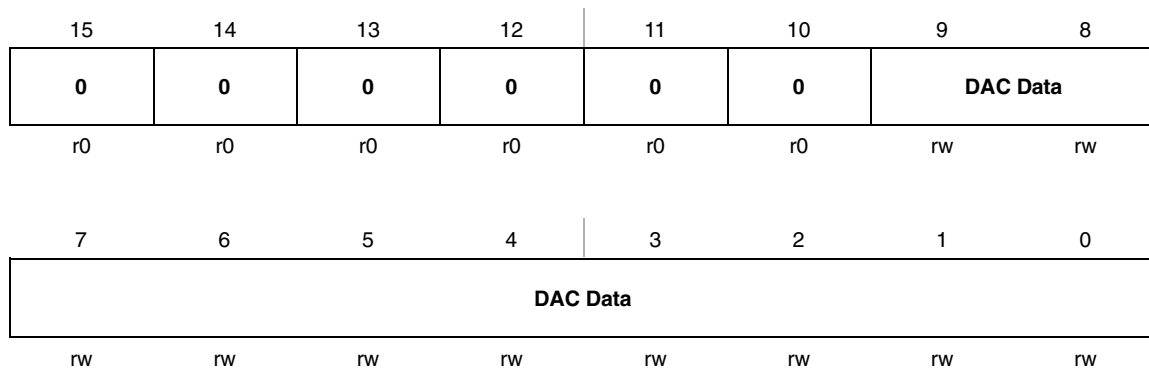 15 14 13 12 11 10 9 8
0 0 0 0 0 0 DAC Data
r0 r0 r0 r0 r0 r0 rw rw
7 6 5 4 3 2 1 0
DAC Data
rw rw rw rw rw rw rw rw